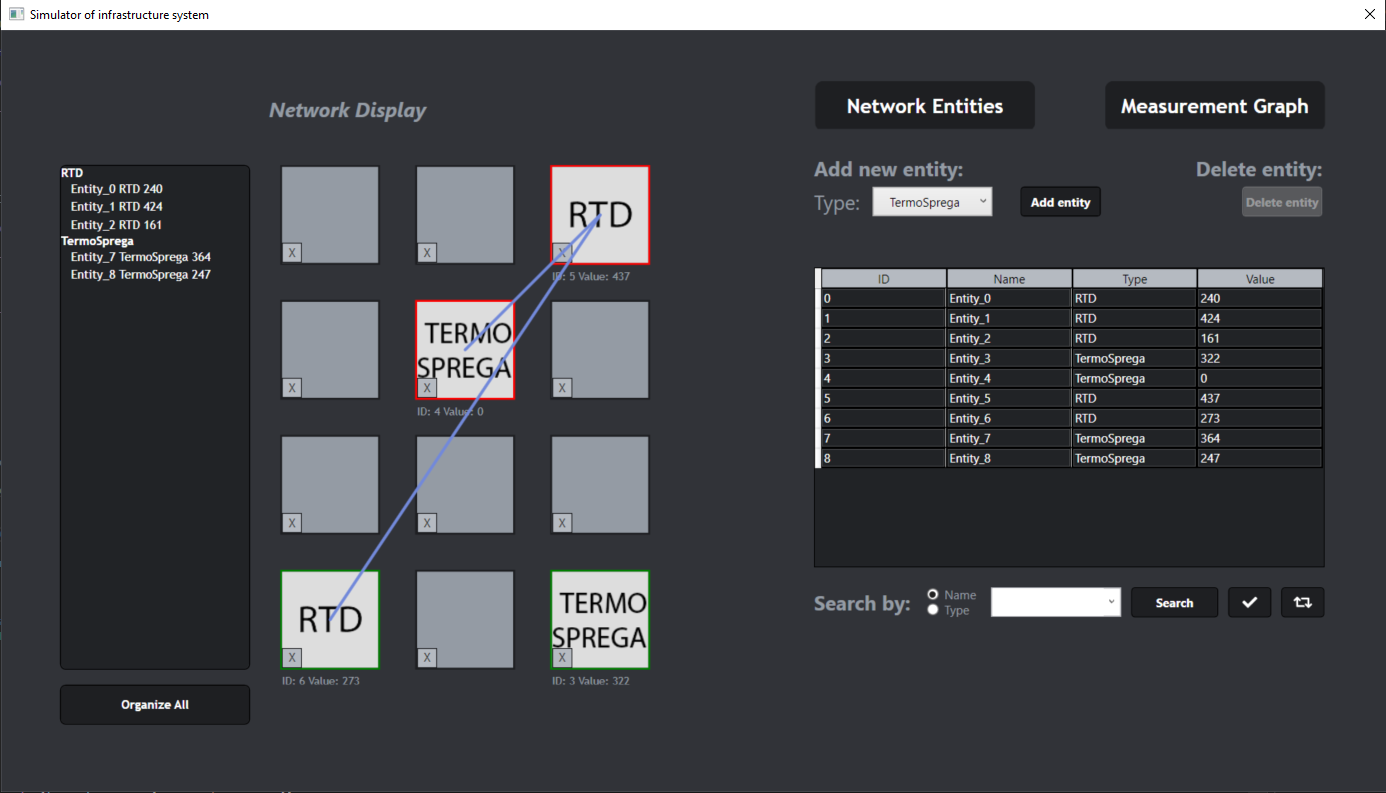 Simulator of infrastructure system
Network Display
Network Entities
Measurement Graph
RTD
Entity_0 RTD 240
Entity_1 RTD 424
Entity_2 RTD 161
TermoSprega
Entity_7 TermoSprega 364
Entity_8 TermoSprega 247
Organize All
X
X
RTD
X
ID: 5 Value: 437
X
TERMO
SPREGA
X
ID: 4 Value: 0
X
X
X
X
RTD
X
ID: 6 Value: 273
X
TERMO
SPREGA
X
ID: 3 Value: 322
Add new entity:
Delete entity:
Type: TermoSprega Add entity
Delete entity
ID Name Type Value
0 Entity_0 RTD 240
1 Entity_1 RTD 424
2 Entity_2 RTD 161
3 Entity_3 TermoSprega 322
4 Entity_4 TermoSprega 0
5 Entity_5 RTD 437
6 Entity_6 RTD 273
7 Entity_7 TermoSprega 364
8 Entity_8 TermoSprega 247
Search by:
Name
Type
Search